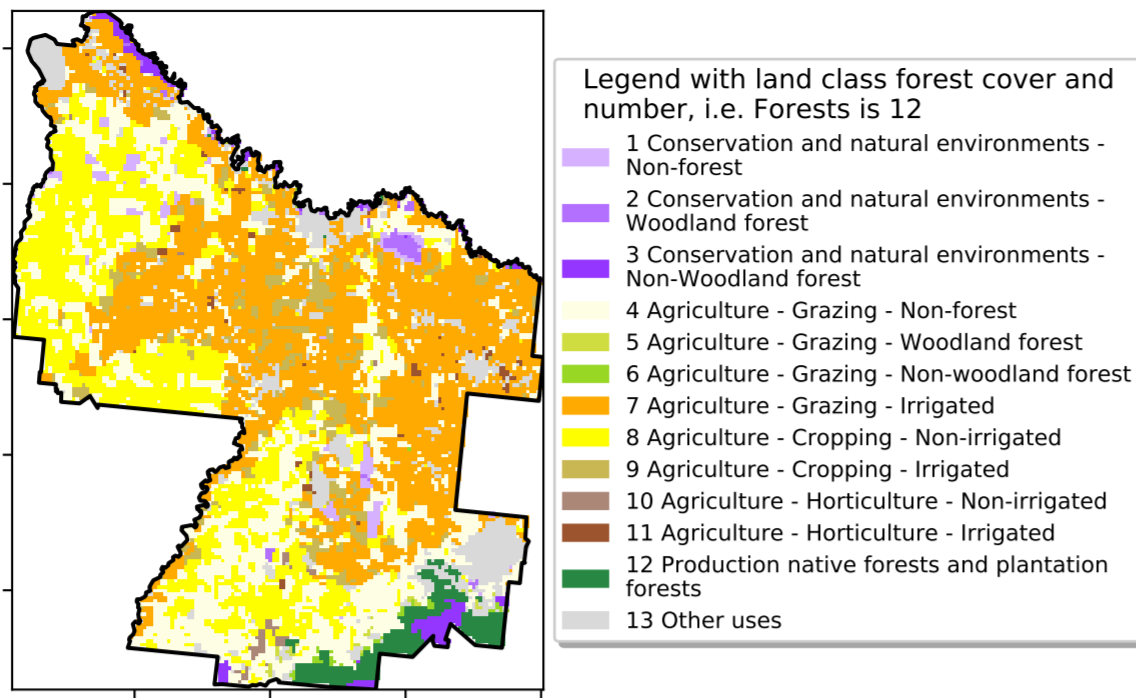 Legend with land class forest cover and
number, i.e. Forests is 12
1 Conservation and natural environments -
Non-forest
2 Conservation and natural environments -
Woodland forest
3 Conservation and natural environments -
Non-Woodland forest
4 Agriculture - Grazing - Non-forest
5 Agriculture - Grazing - Woodland forest
6 Agriculture - Grazing - Non-woodland forest
7 Agriculture - Grazing - Irrigated
8 Agriculture - Cropping - Non-irrigated
9 Agriculture - Cropping - Irrigated
10 Agriculture - Horticulture - Non-irrigated
11 Agriculture - Horticulture - Irrigated
12 Production native forests and plantation
forests
13 Other uses